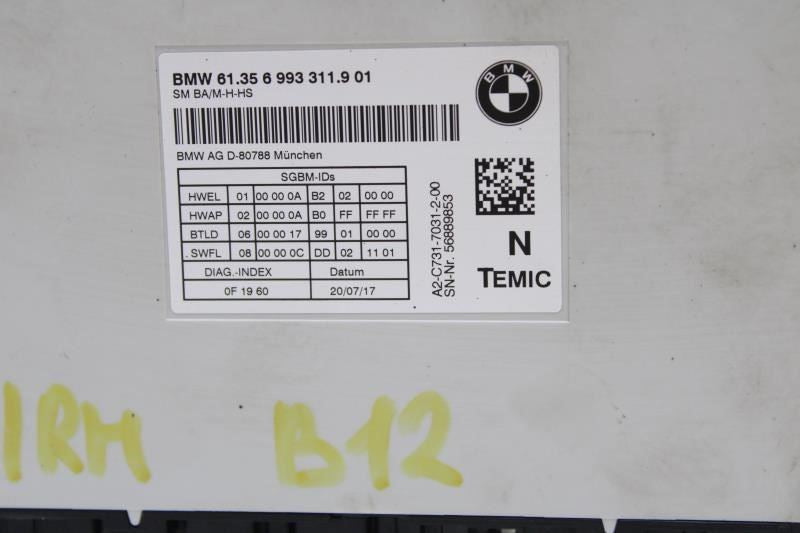 BMW 61.35 6 993 311.9 01
SM BA/M-H-HS
BMW
BMW AG D-80788 München
SGBM-IDs
HWEL 01 00 00 0A B2 02 00 00
HWAP 02 00 00 0A B0 FF FF FF
BTLD 06 00 00 17 99 01 00 00
SWFL 08 00 00 0C DD 02 11 01
DIAG.-INDEX Datum
0F 19 60 20/07/17
A2-C731-7031-2-00
SN-Nr. 56889853
N
TEMIC
1RH B12